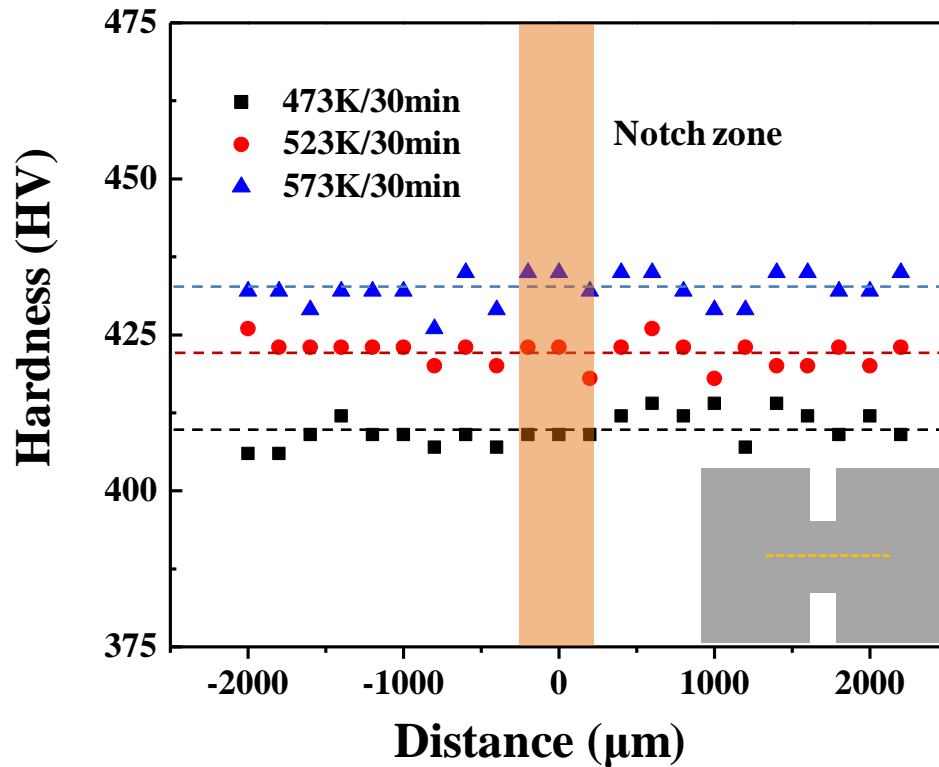 475
450
425
400
375
Hardness (HV)
473K/30min
523K/30min
573K/30min
Notch zone
-2000 -1000 0 1000 2000
Distance (μm)